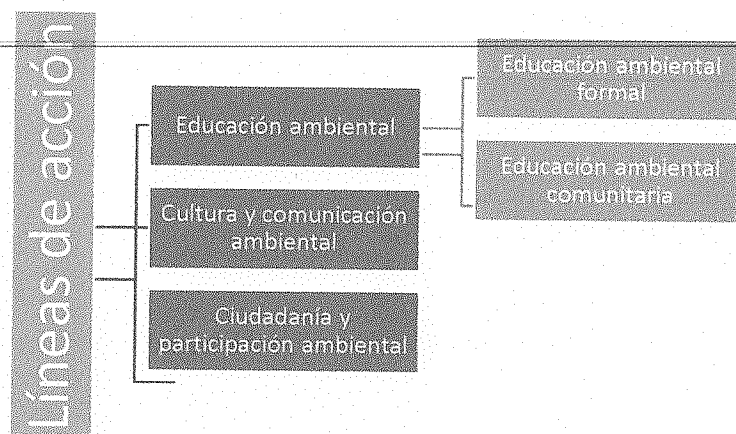 Líneas de acción
Educación ambiental
Cultura y comunicación
ambiental
Ciudadanía y
participación ambiental
Educación ambiental
formal
Educación ambiental
comunitaria